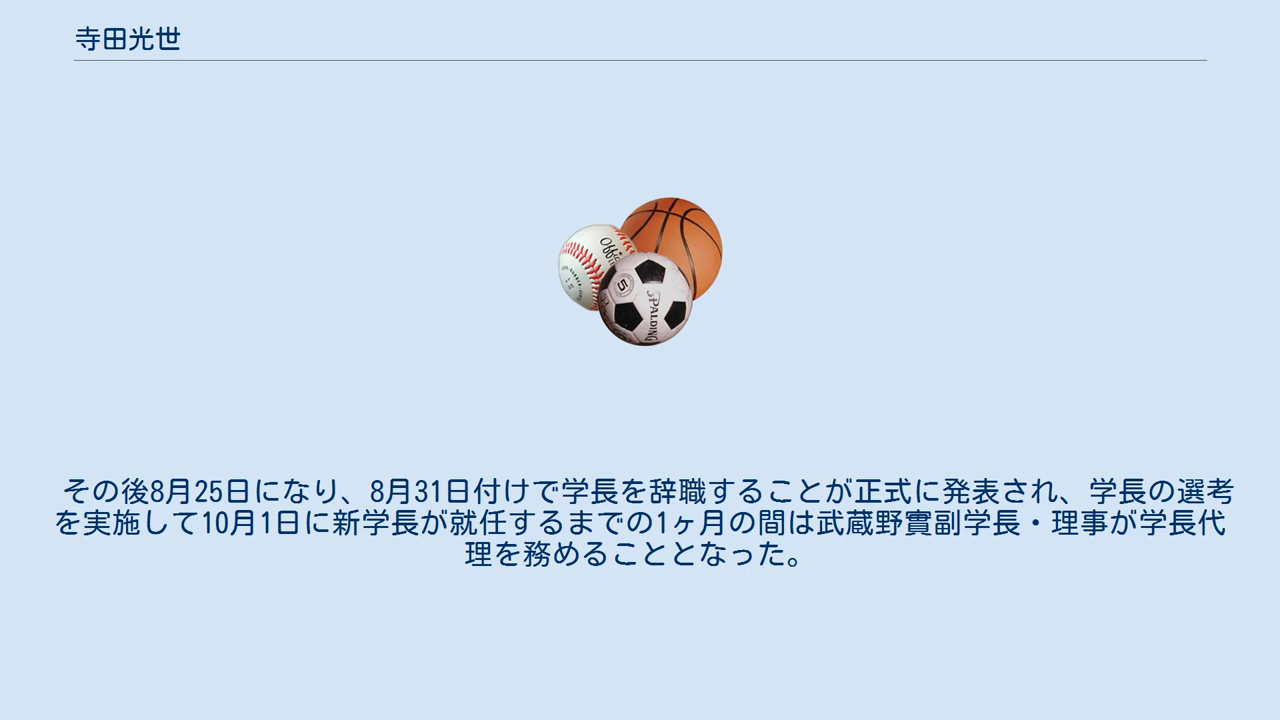 寺田光世
5
SPALDING
その後8月25日になり、8月31日付けで学長を辞職することが正式に発表され、学長の選考
を実施して10月1日に新学長が就任するまでの1ヶ月の間は武蔵野實副学長・理事が学長代
理を務めることとなった。